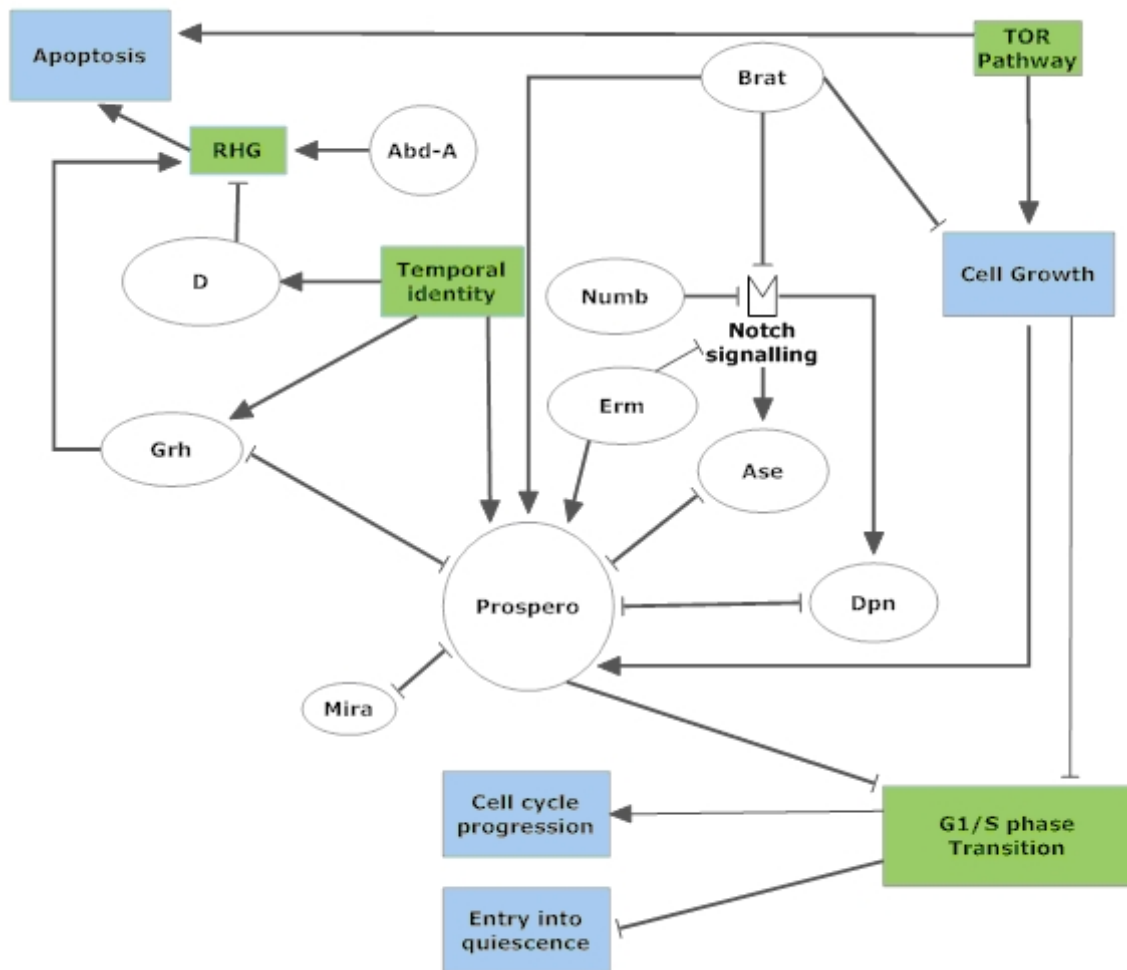 Apoptosis
TOR
Pathway
Brat
RHG
Abd-A
D
Temporal
identity
Numb
Cell Growth
Notch
signalling
Erm
Grh
Ase
Prospero
Dpn
Mira
Cell cycle
progression
G1/S phase
Transition
Entry into
quiescence